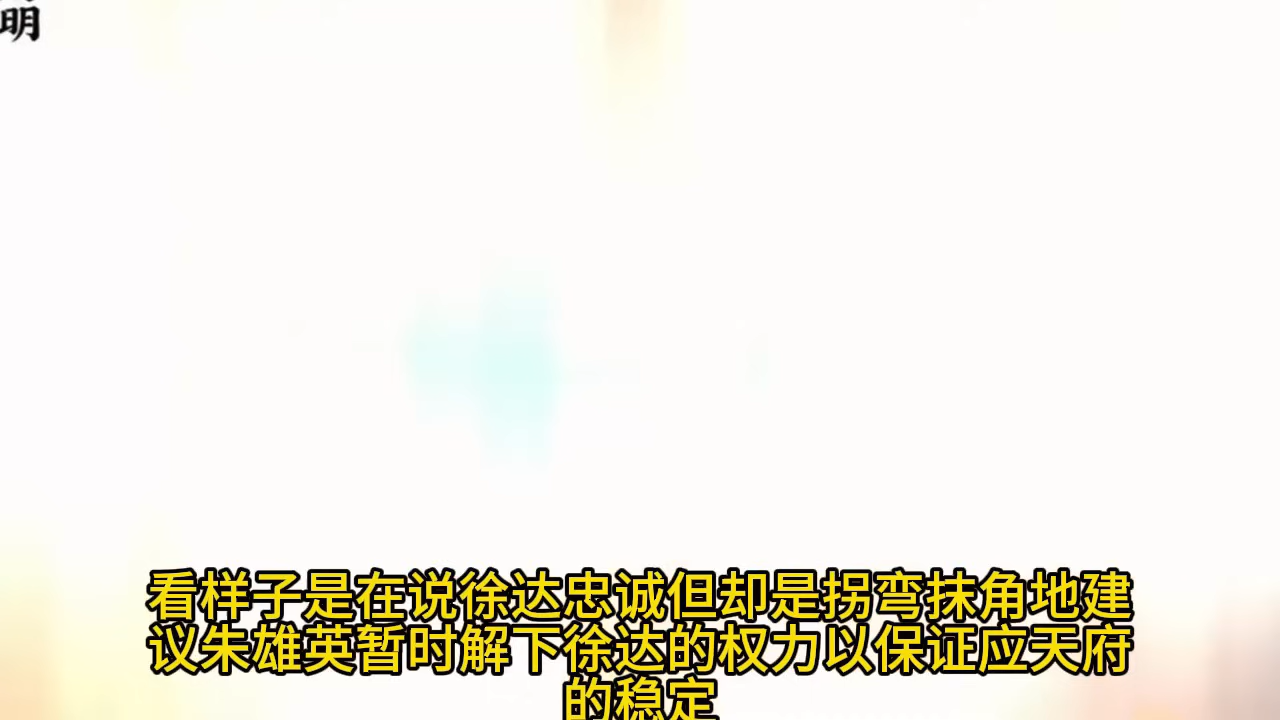 明
看样子是在说徐达忠诚但却是拐弯抹角地建
议朱雄英暂时解下徐达的权力以保证应天府
的稳定